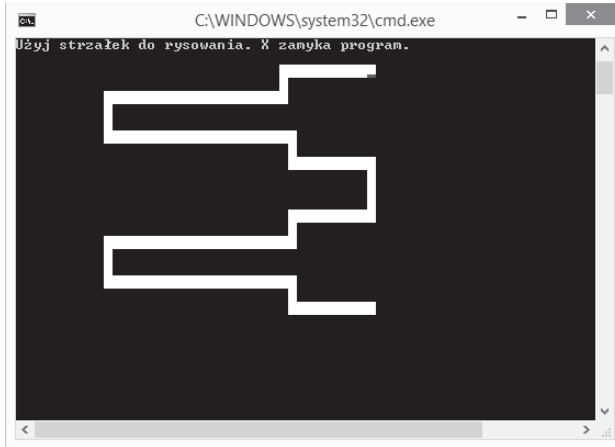 C:\WINDOWS\system32\cmd.exe
Użyj strzałek do rysowania. X zamyka program.